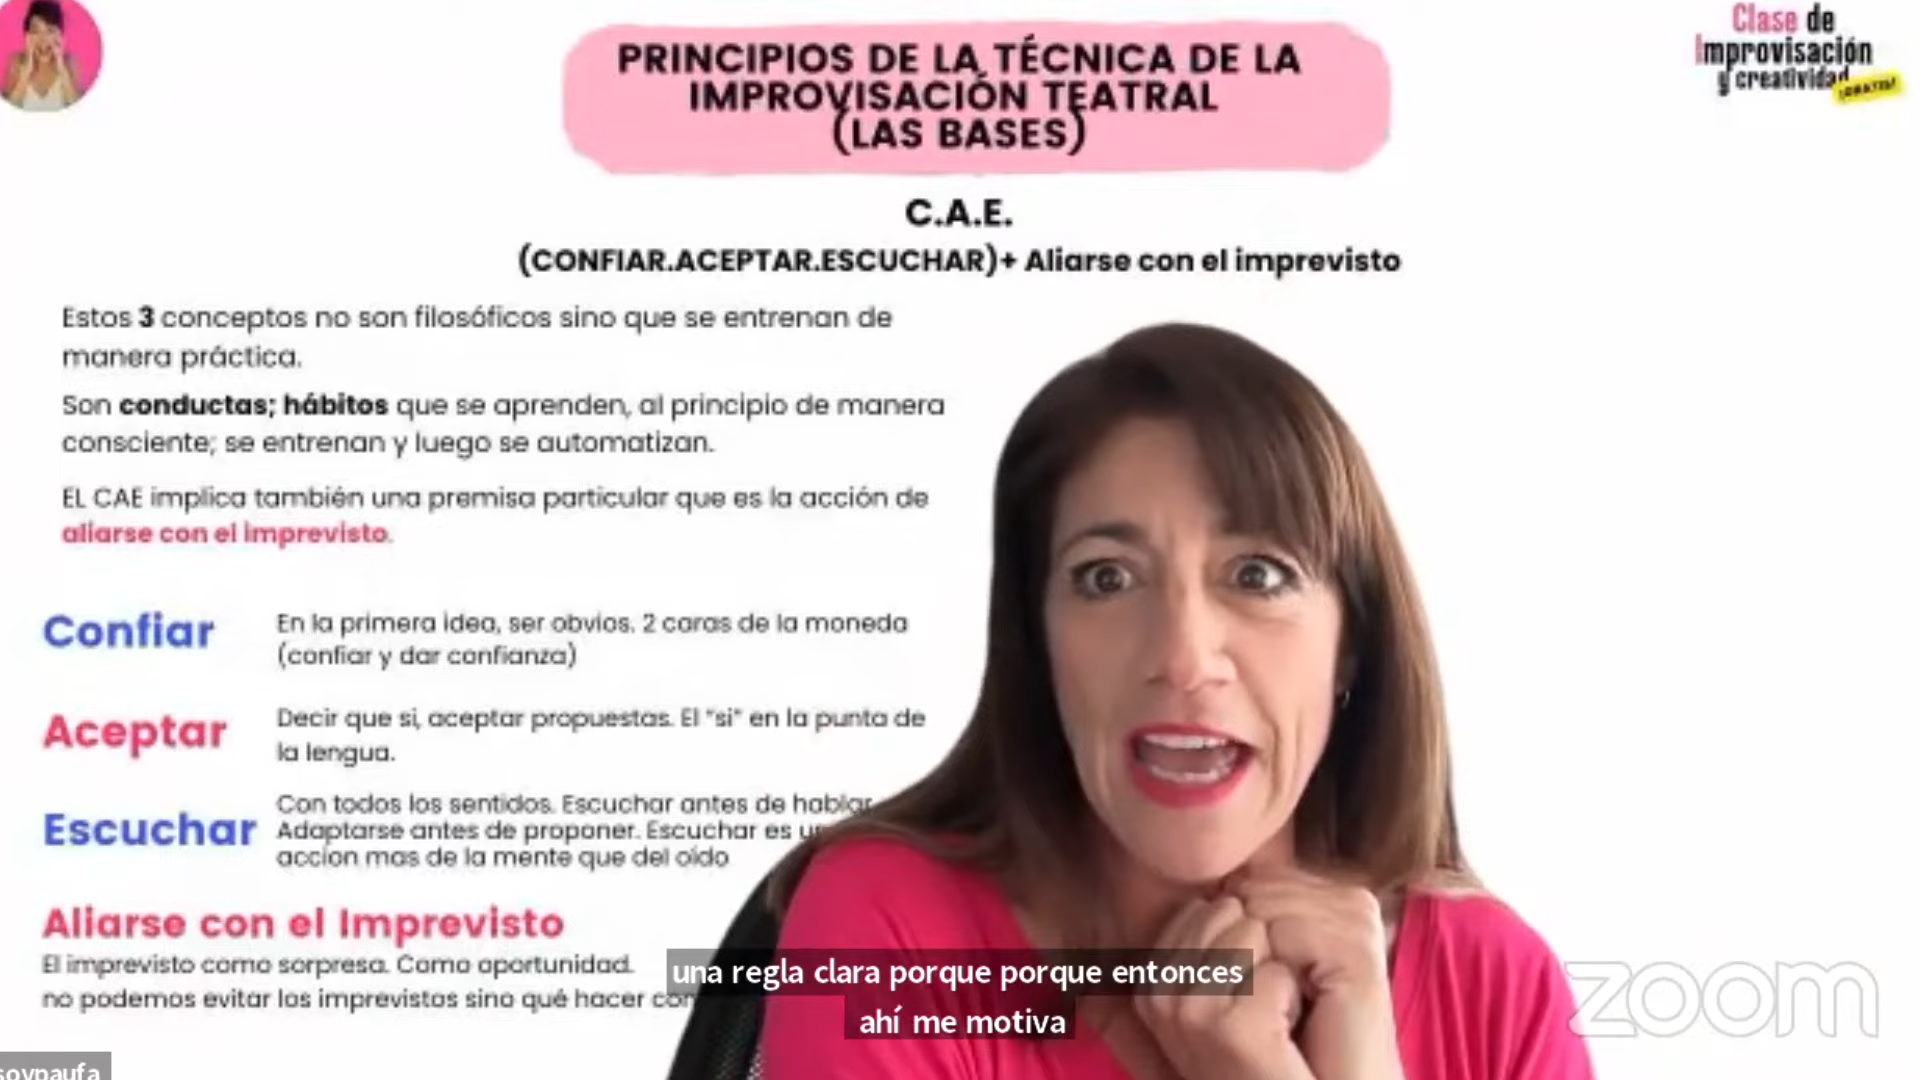 Clase de
Improvisación
y creatividad
¡GRATIS!
PRINCIPIOS DE LA TÉCNICA DE LA
IMPROVISACIÓN TEATRAL
(LAS BASES)
C.A.E.
(CONFIAR.ACEPTAR.ESCUCHAR)+ Aliarse con el imprevisto
Estos 3 conceptos no son filosóficos sino que se entrenan de
manera práctica.
Son conductas; hábitos que se aprenden, al principio de manera
consciente; se entrenan y luego se automatizan.
EL CAE implica también una premisa particular que es la acción de
aliarse con el imprevisto.
Confiar
En la primera idea, ser obvios. 2 caras de la moneda
(confiar y dar confianza)
Aceptar
Decir que si, aceptar propuestas. El "si" en la punta de
la lengua.
Escuchar
Con todos los sentidos. Escuchar antes de hablar
Adaptarse antes de proponer. Escuchar es
accion mas de la mente que del oido
Aliarse con el Imprevisto
El imprevisto como sorpresa. Como oportunidad.
no podemos evitar los imprevistos sino qué hacer con
una regla clara porque porque entonces
ahí me motiva
zoom
soypaufa